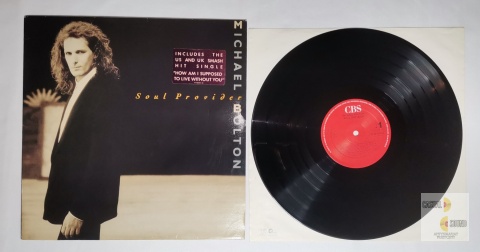 MICHAEL BOLTON
INCLUDES THE
US AND UK SMASH
HIT SINGLE
"HOW AM I SUPPOSED
TO LIVE WITHOUT YOU"
Soul Provider
CBS